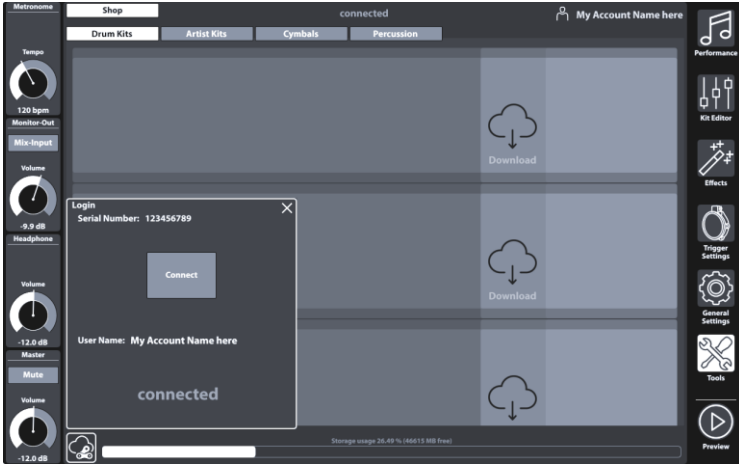 Metronome
Tempo
120 bpm
Monitor-Out
Mix-Input
Volume
-9.9 dB
Headphone
Volume
-12.0 dB
Master
Mute
Volume
-12.0 dB
Shop
connected
My Account Name here
Drum Kits
Artist Kits
Cymbals
Percussion
Download
Download
Login
Serial Number: 123456789
Connect
User Name: My Account Name here
connected
Storage usage 26.49 % (46615 MB free)
Performance
Kit Editor
Effects
Trigger
Settings
General
Settings
Tools
Preview